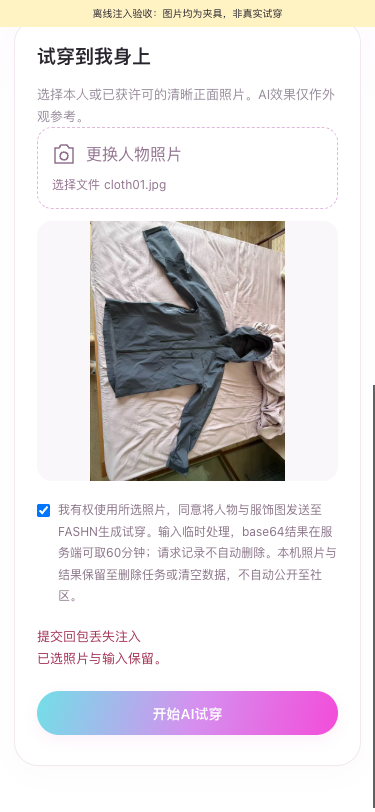 离线注入验收：图片均为夹具，非真实试穿
试穿到我身上
选择本人或已获许可的清晰正面照片。AI效果仅作外
观参考。
更换人物照片
选择文件 cloth01.jpg
我有权使用所选照片，同意将人物与服饰图发送至
FASHN生成试穿。输入临时处理，base64结果在服
务端可取60分钟；请求记录不自动删除。本机照片与
结果保留至删除任务或清空数据，不自动公开至社
区。
提交回包丢失注入
已选照片与输入保留。
开始AI试穿